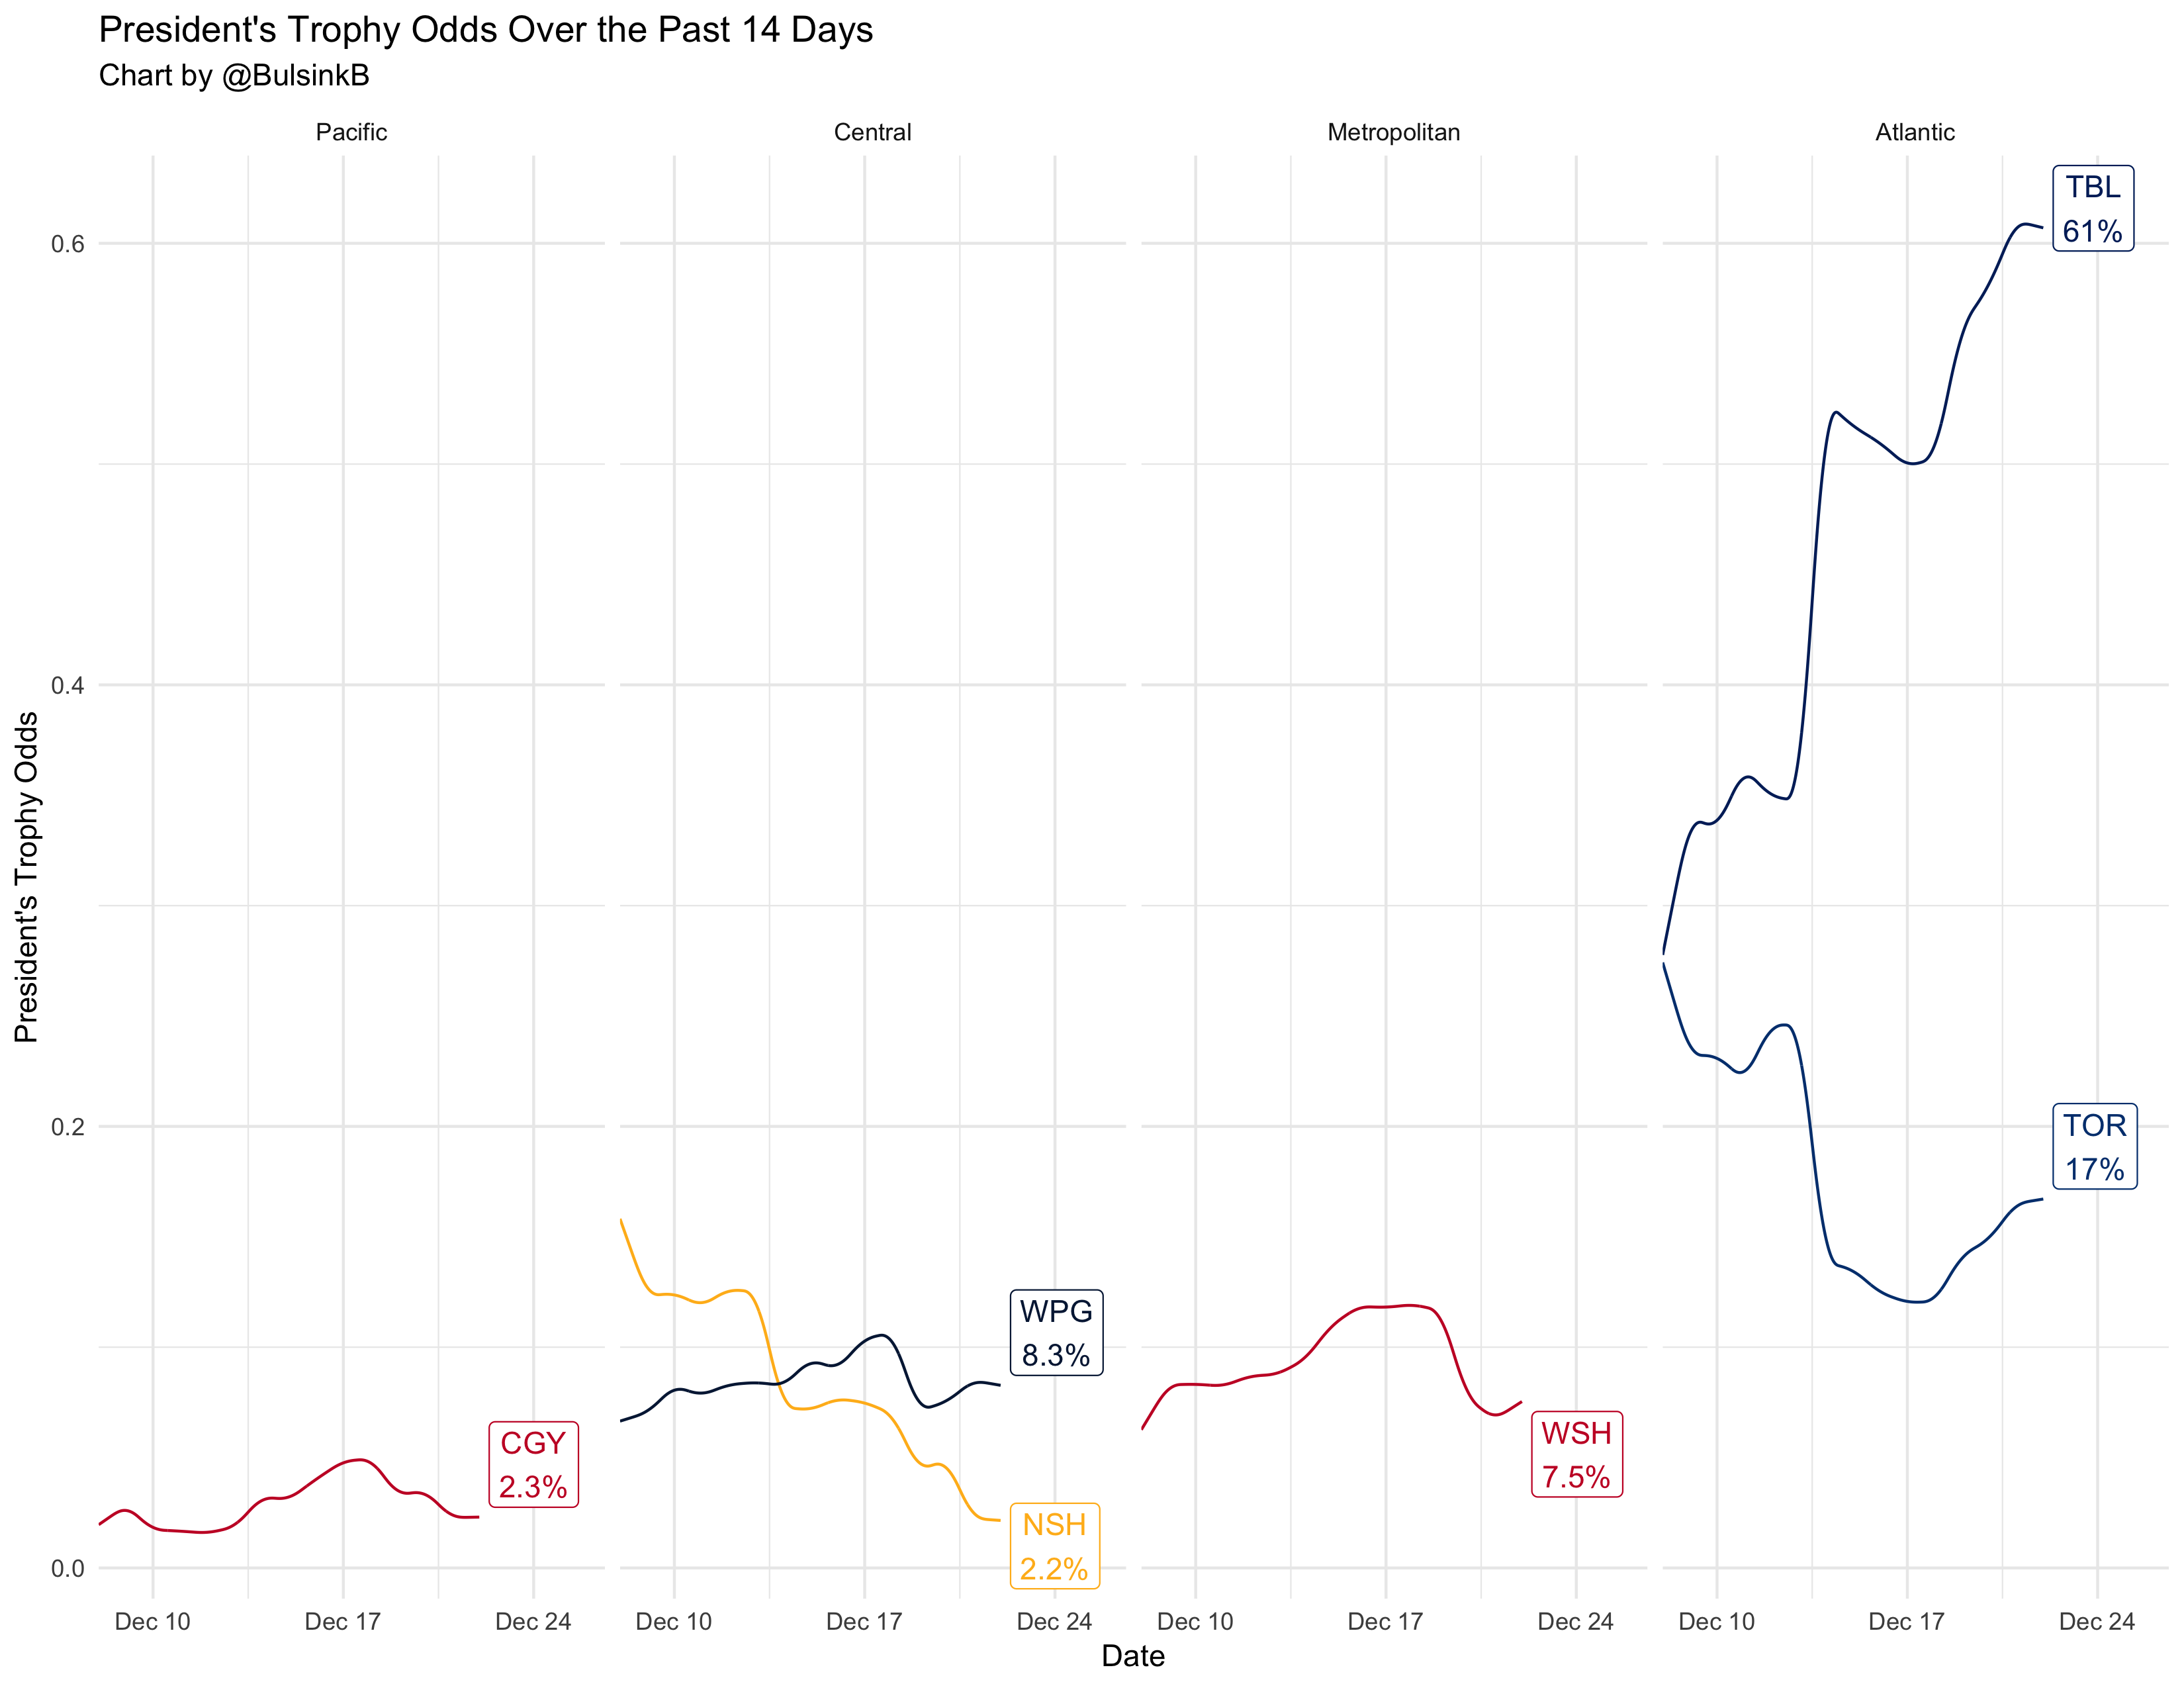 President's Trophy Odds Over the Past 14 Days
Chart by @BulsinkB
Pacific
Central
Metropolitan
Atlantic
President's Trophy Odds
0.6
0.4
0.2
0.0
CGY
2.3%
WPG
8.3%
NSH
2.2%
WSH
7.5%
TBL
61%
TOR
17%
Dec 10 Dec 17 Dec 24
Dec 10 Dec 17 Dec 24
Dec 10 Dec 17 Dec 24
Dec 10 Dec 17 Dec 24
Date